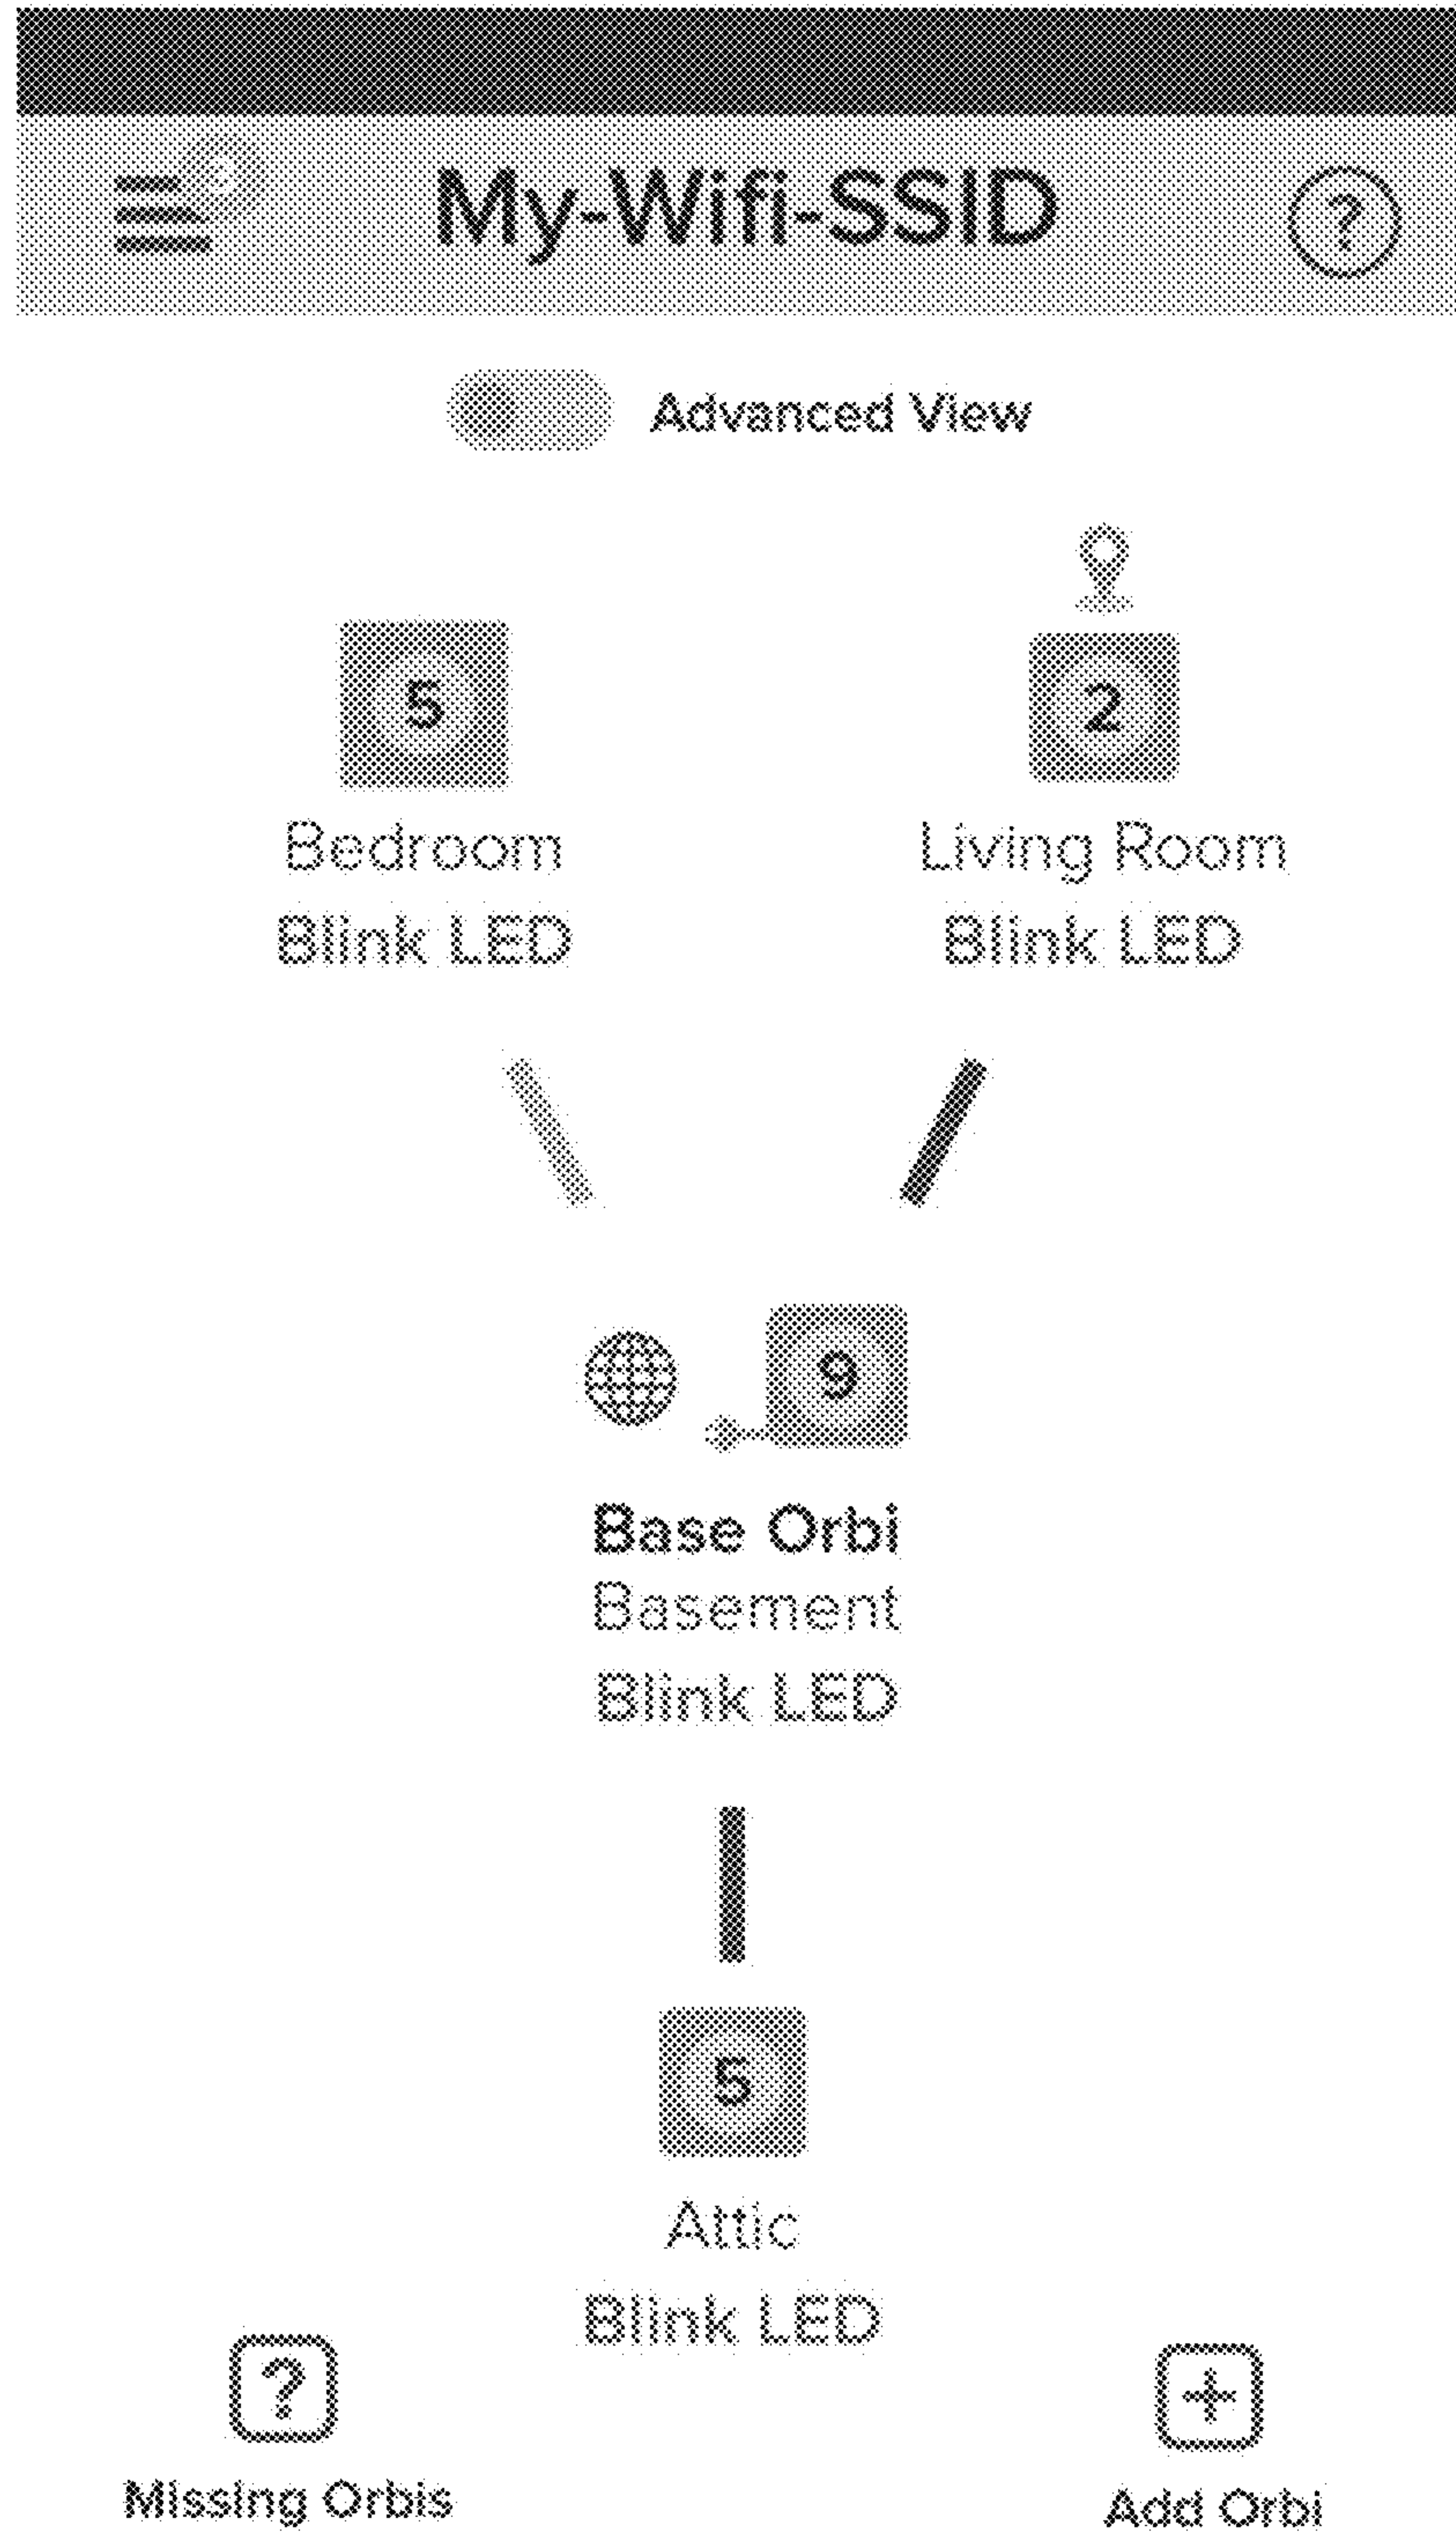 My-Wifi-SSID ?
Advanced View
5 2
Bedroom Living Room
Blink LED Blink LED
9
Base Orbi
Basement
Blink LED
5
Attic
Blink LED
? +
Missing Orbis Add Orbi